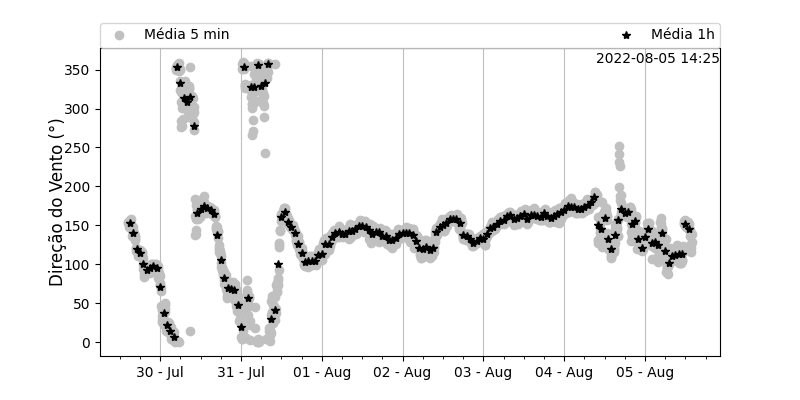 Média 5 min
Média 1h
2022-08-05 14:25
Direção do Vento (°)
350
300
250
200
150
100
50
0
30 - Jul
31 - Jul
01 - Aug
02 - Aug
03 - Aug
04 - Aug
05 - Aug